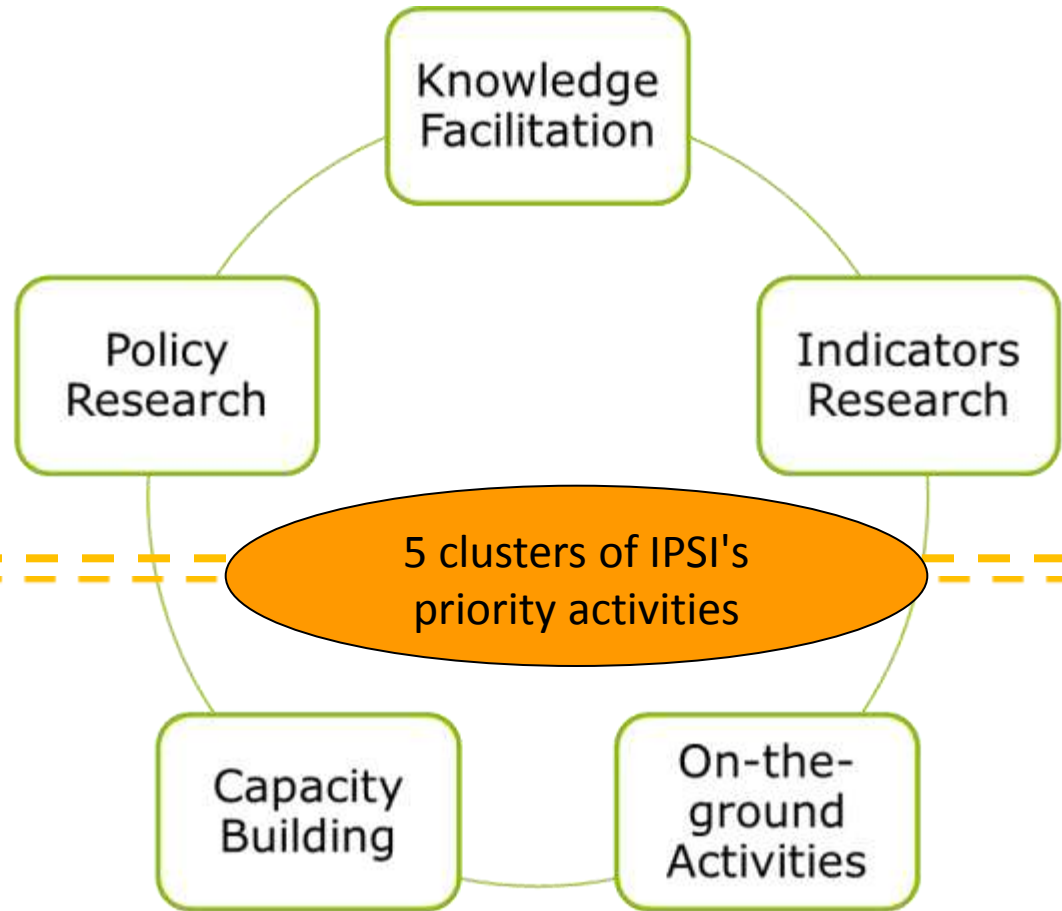 Knowledge
Facilitation
Policy
Research
Indicators
Research
5 clusters of IPSI's
priority activities
Capacity
Building
On-the-
ground
Activities